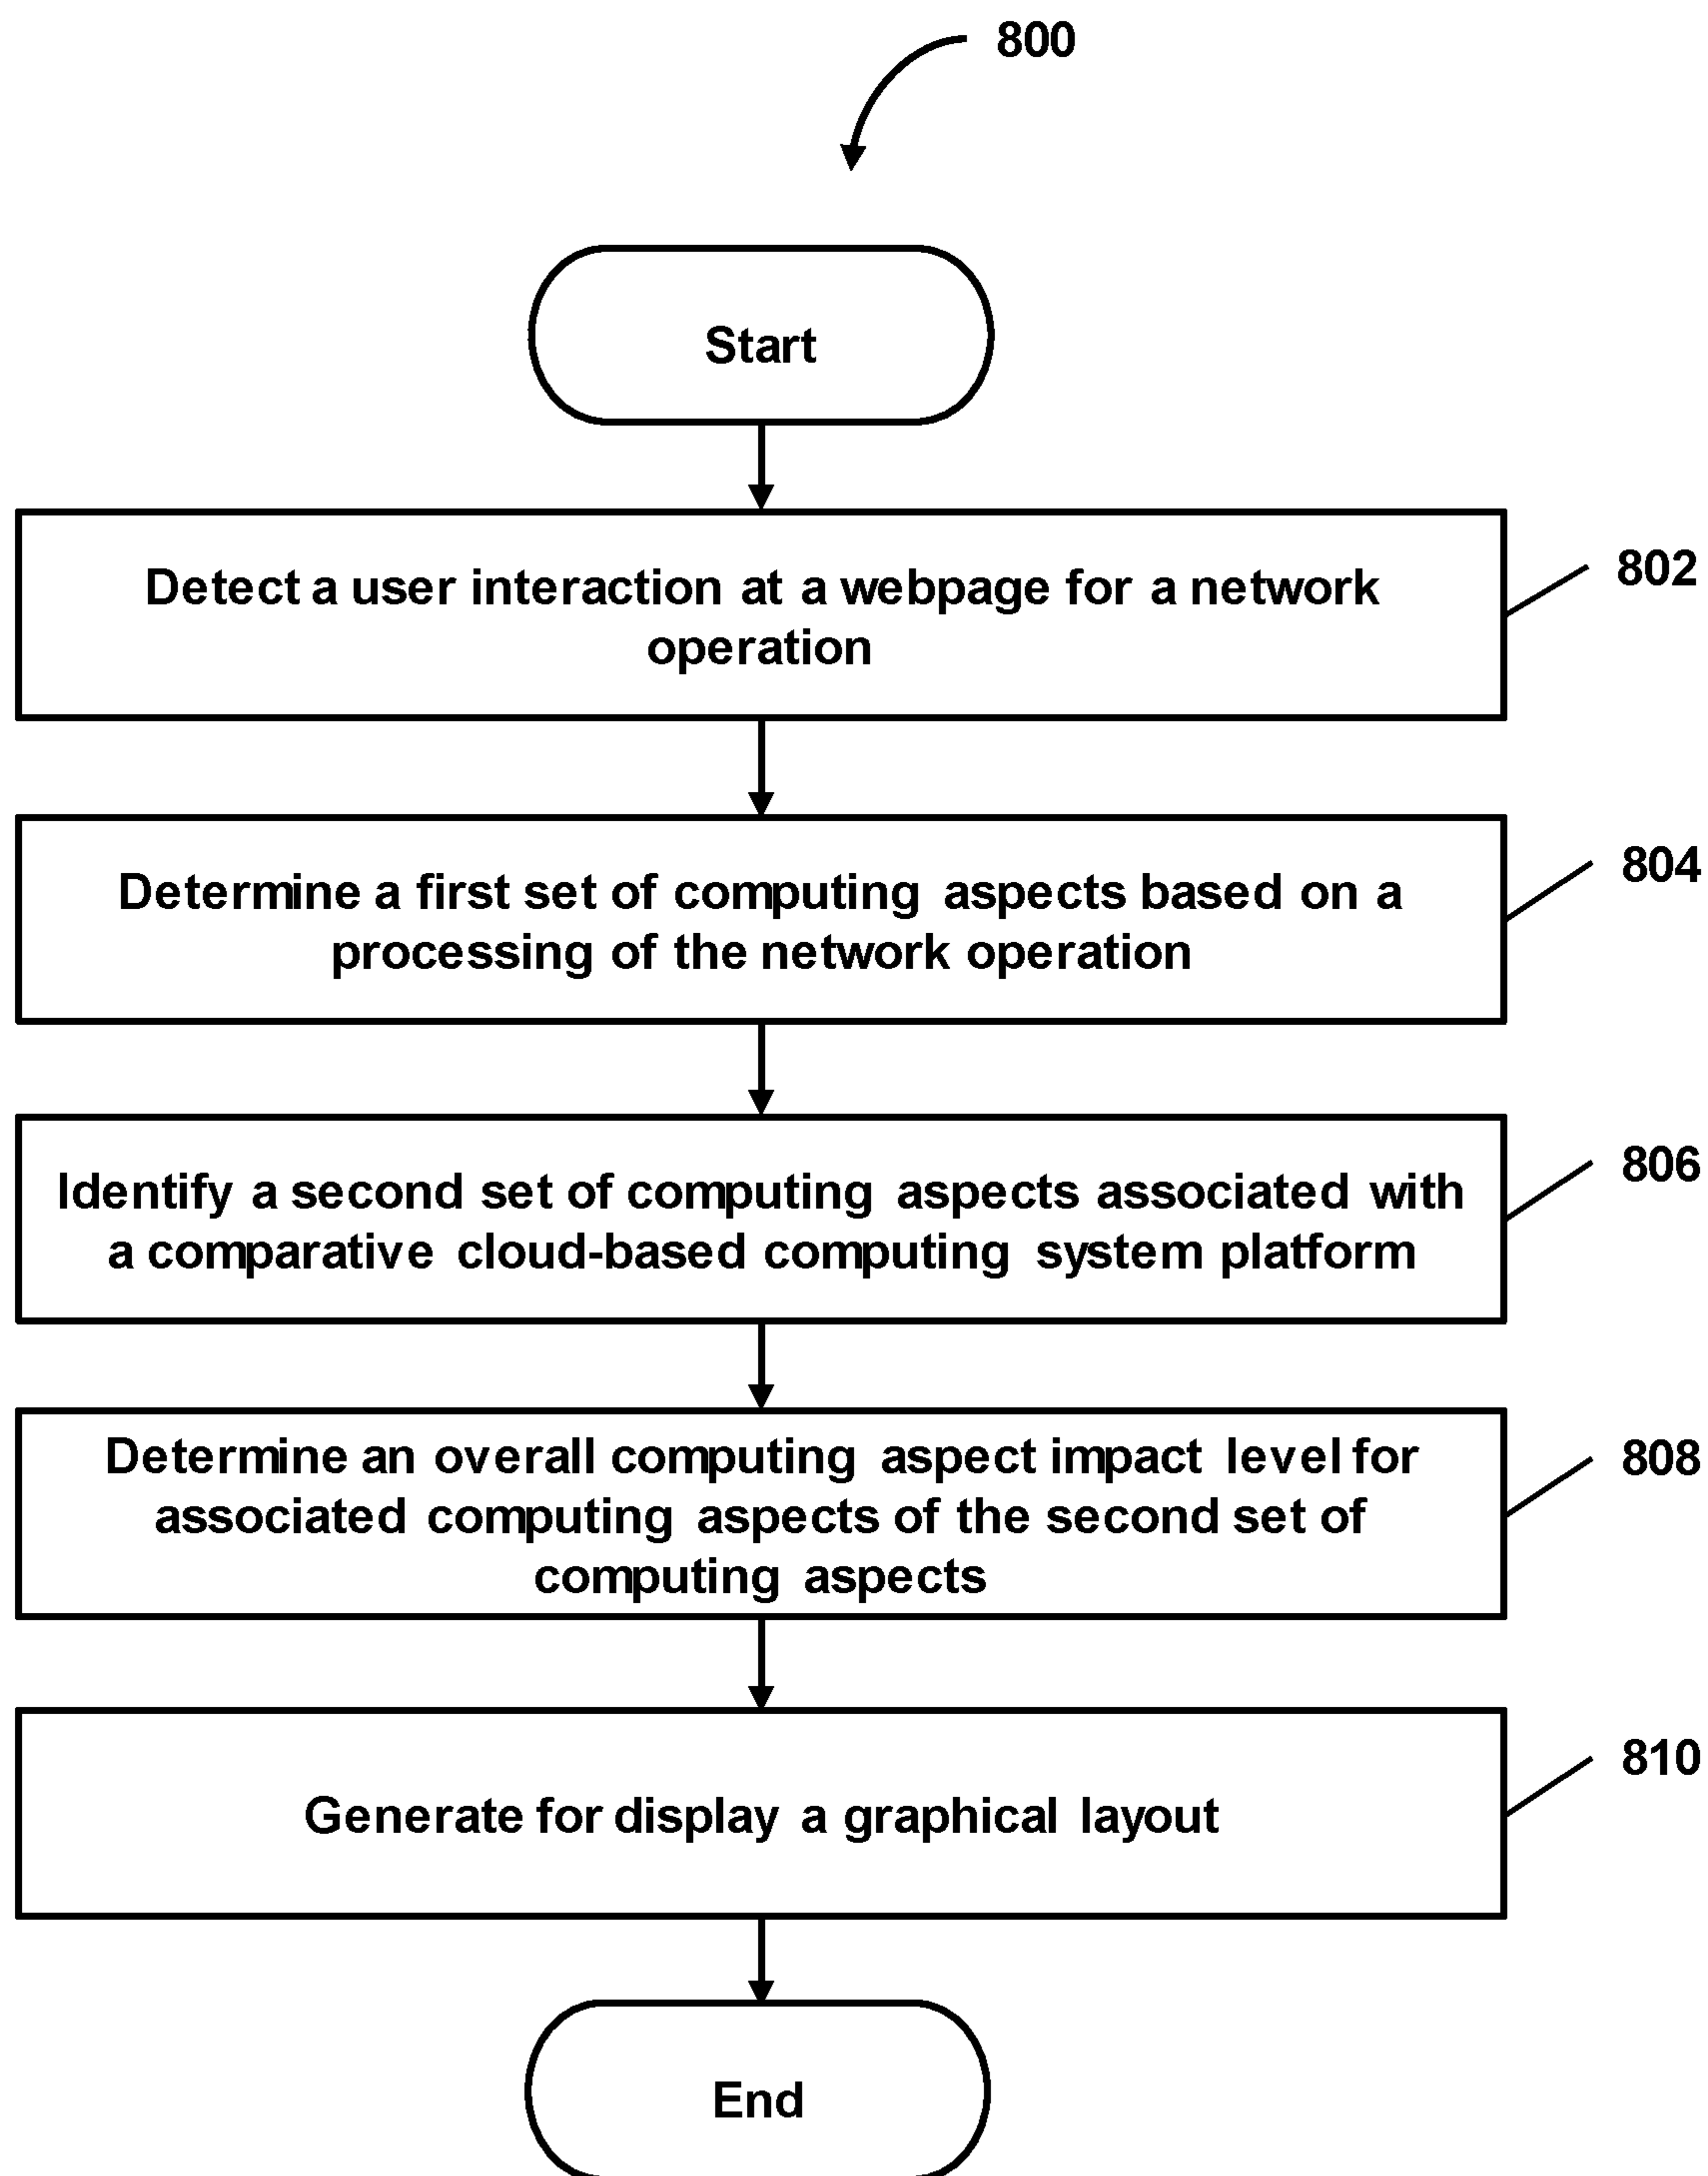 800
Start
Detect a user interaction at a webpage for a network
operation
802
Determine a first set of computing aspects based on a
processing of the network operation
804
Identify a second set of computing aspects associated with
a comparative cloud-based computing system platform
806
Determine an overall computing aspect impact level for
associated computing aspects of the second set of
computing aspects
808
Generate for display a graphical layout
810
End